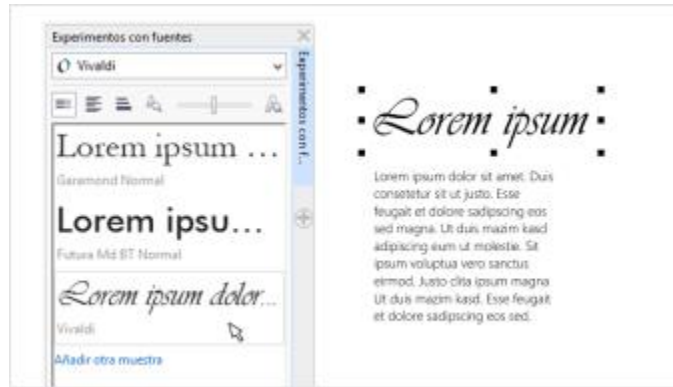 Experimentos con fuentes
Vivaldi
Experimentos con f...
Lorem ipsum ...
Garamond Normal
Lorem ipsu...
Futura Md BT Normal
Lorem ipsum dolor...
Vivaldi
Añadir otra muestra
Lorem ipsum
Lorem ipsum dolor sit amet. Duis
consetetur sit ut justo. Esse
feugait et dolore sadipscing eos
sed magna. Ut duis mazim kasd
adipiscing eum ut molestie. Sit
ipsum voluptua vero sanctus
eirmod. Justo clita ipsum magna
Ut duis mazim kasd. Esse feugait
et dolore sadipscing eos sed.